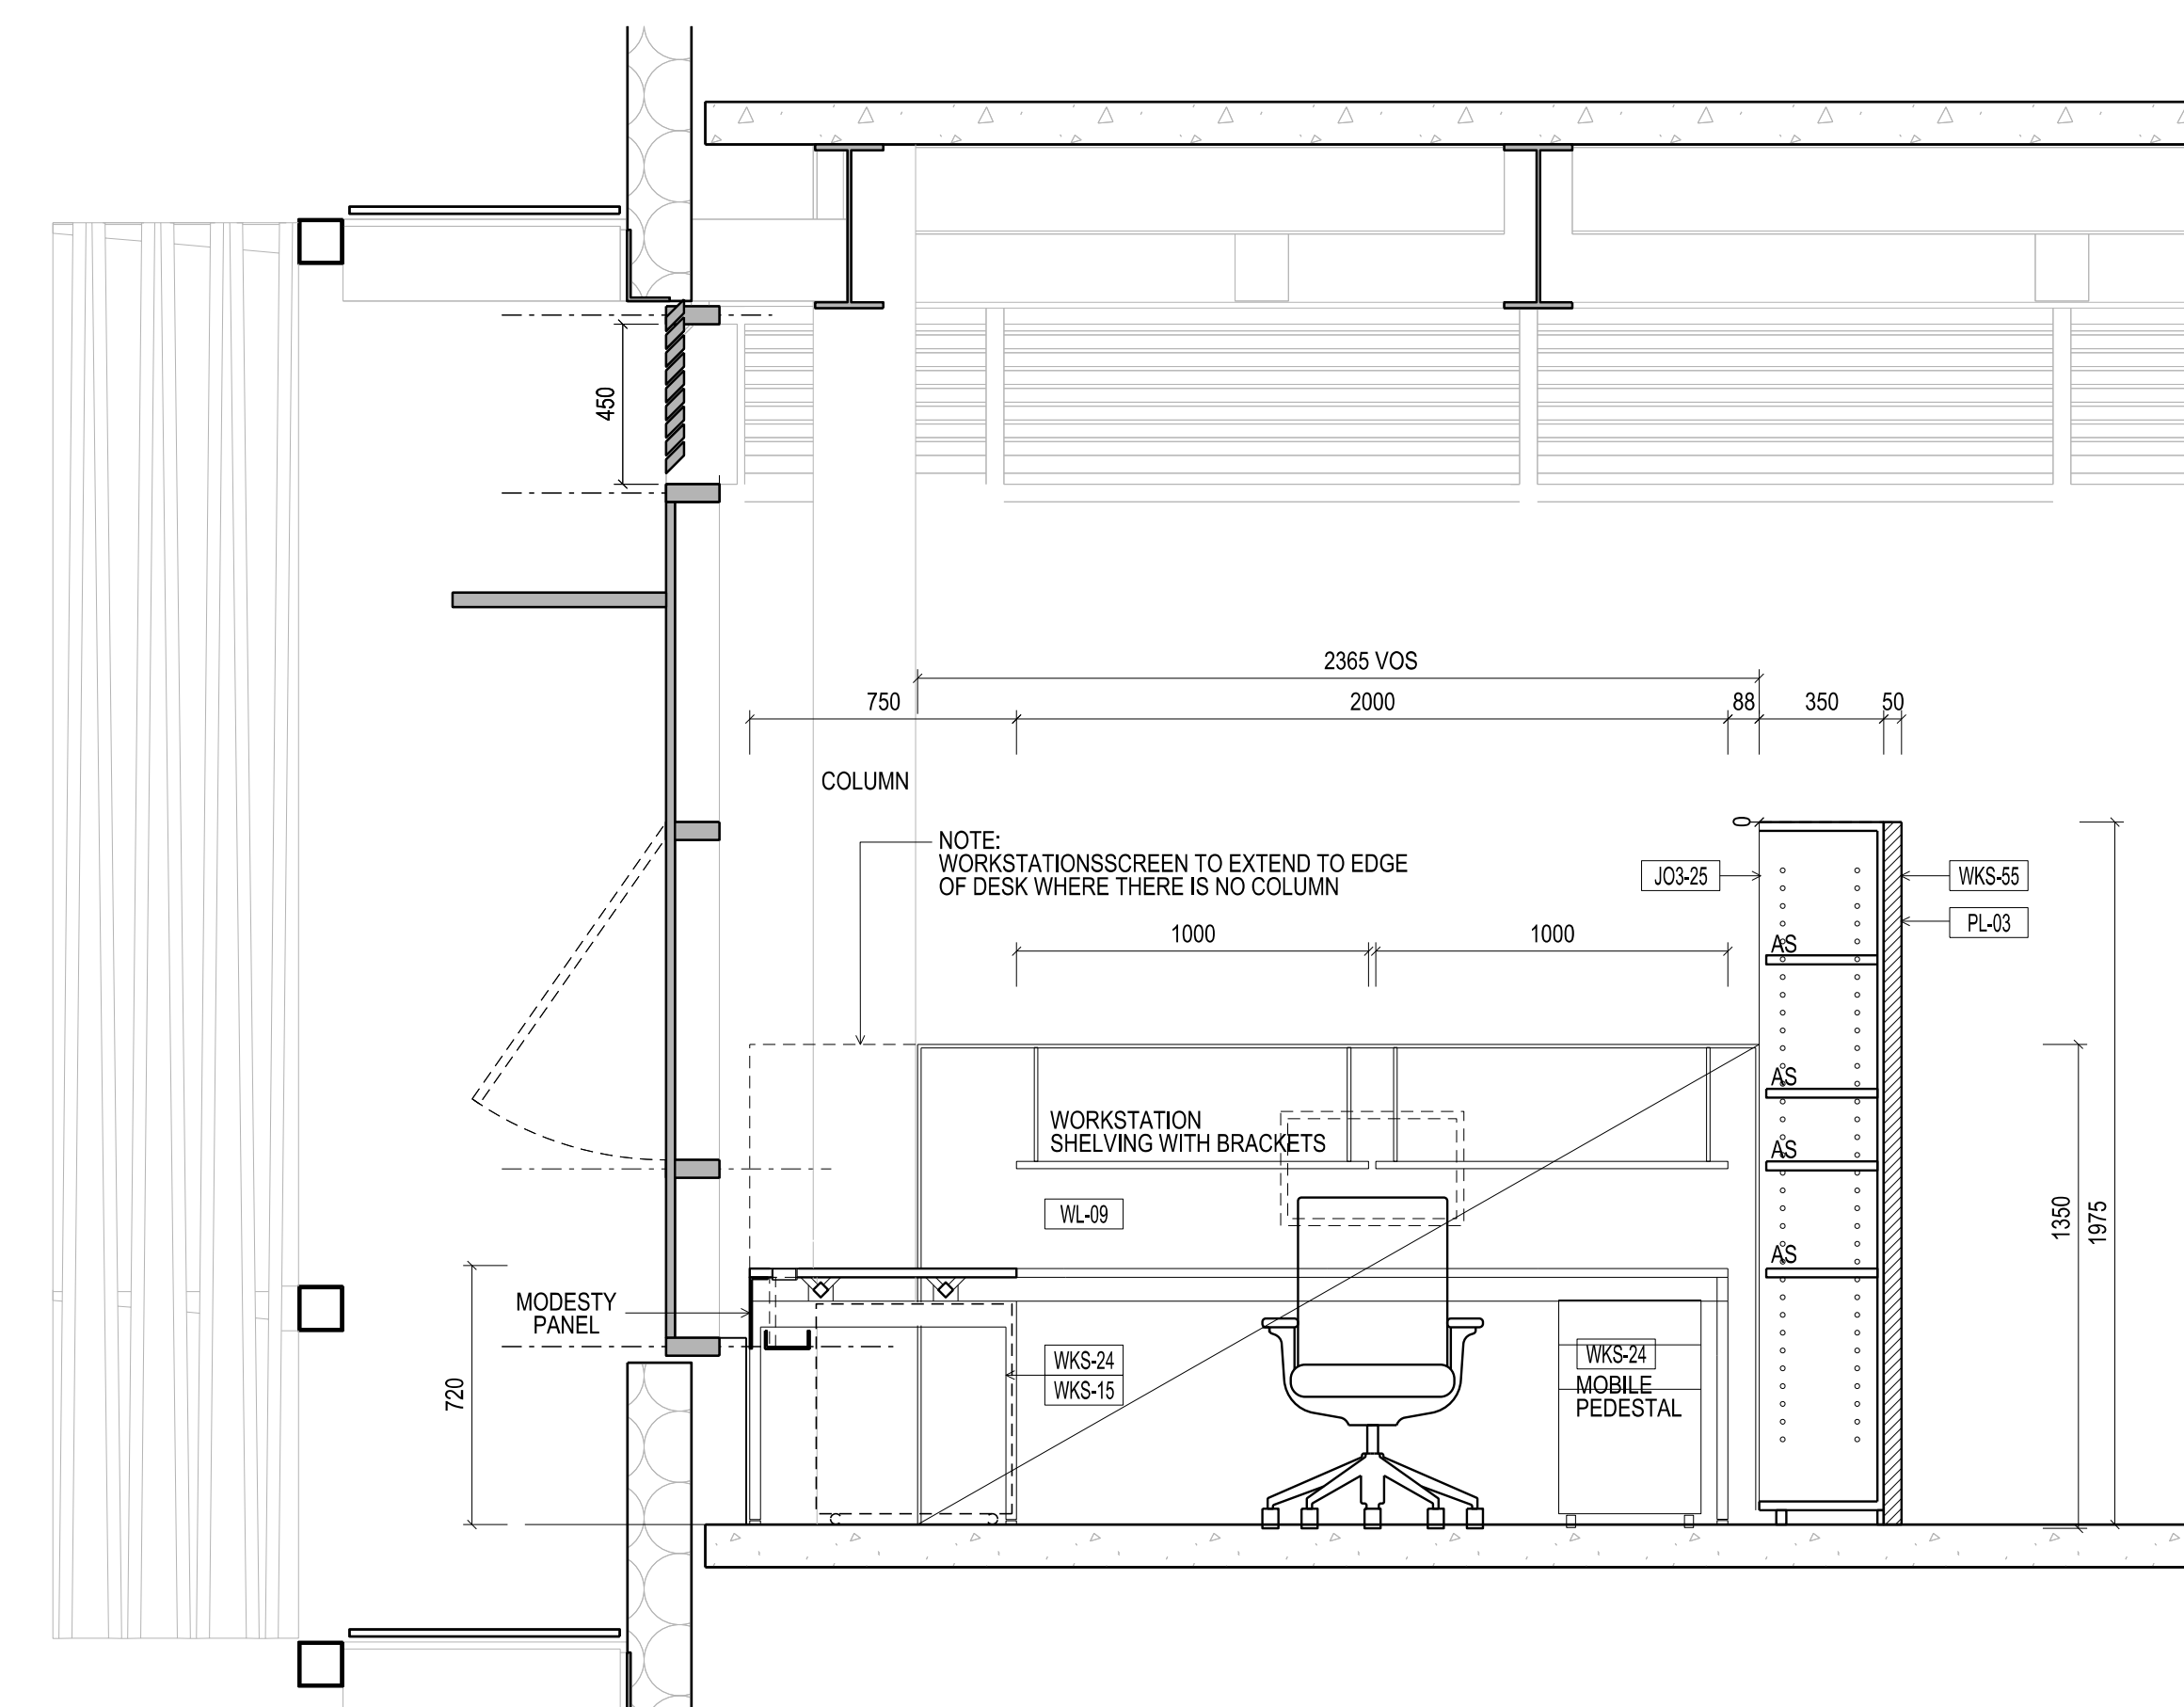 450
2365 VOS
750
2000
88
350
50
COLUMN
0
NOTE:
WORKSTATIONSSCREEN TO EXTEND TO EDGE
OF DESK WHERE THERE IS NO COLUMN
JO3-25
WKS-55
PL-03
1000
1000
AS
AS
AS
AS
WORKSTATION
SHELVING WITH BRACKETS
WL-09
1350
1975
MODESTY
PANEL
720
WKS-24
WKS-15
WKS-24
MOBILE
PEDESTAL